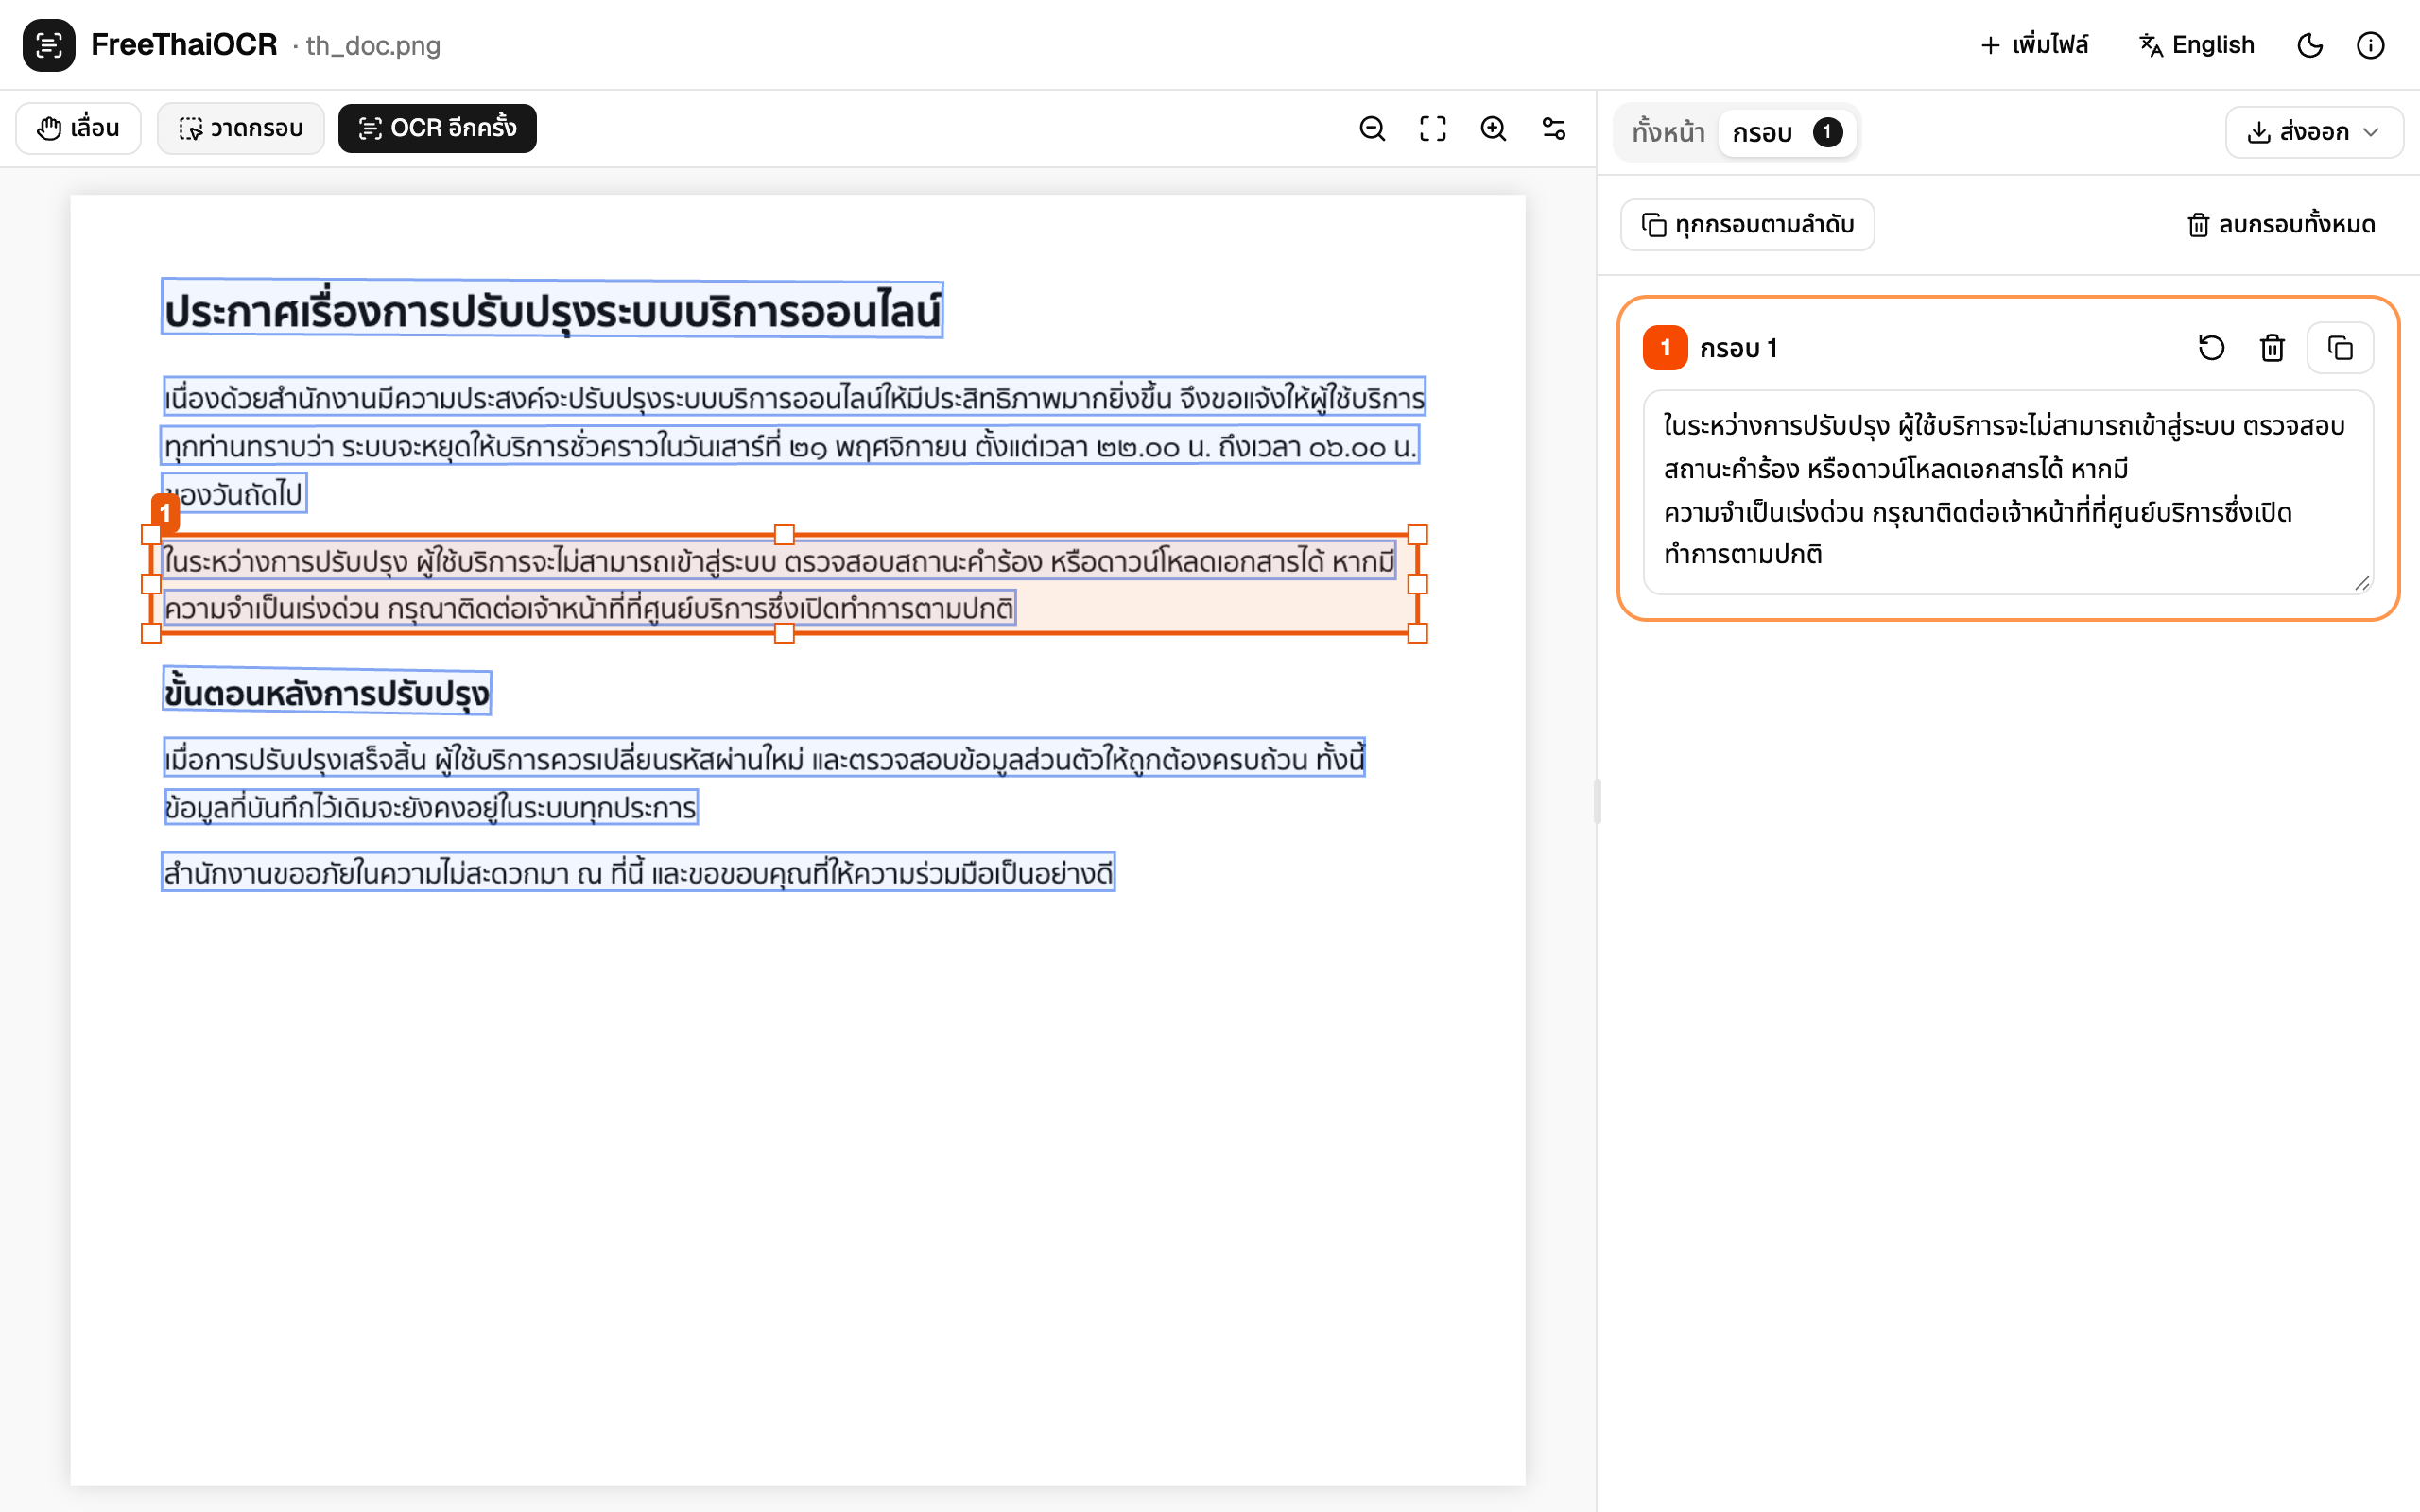 FreeThaiOCR · th_doc.png
เพิ่มไฟล์
English
เลื่อน
วาดกรอบ
OCR อีกครั้ง
ทั้งหน้า
กรอบ 1
ส่งออก
ทุกกรอบตามลำดับ
ลบกรอบทั้งหมด
ประกาศเรื่องการปรับปรุงระบบบริการออนไลน์
เนื่องด้วยสำนักงานมีความประสงค์จะปรับปรุงระบบบริการออนไลน์ให้มีประสิทธิภาพมากยิ่งขึ้น จึงขอแจ้งให้ผู้ใช้บริการ
ทุกท่านทราบว่า ระบบจะหยุดให้บริการชั่วคราวในวันเสาร์ที่ ๒๑ พฤศจิกายน ตั้งแต่เวลา ๒๒.๐๐ น. ถึงเวลา ๐๖.๐๐ น.
ของวันถัดไป
1
ในระหว่างการปรับปรุง ผู้ใช้บริการจะไม่สามารถเข้าสู่ระบบ ตรวจสอบสถานะคำร้อง หรือดาวน์โหลดเอกสารได้ หากมี
ความจำเป็นเร่งด่วน กรุณาติดต่อเจ้าหน้าที่ที่ศูนย์บริการซึ่งเปิดทำการตามปกติ
ขั้นตอนหลังการปรับปรุง
เมื่อการปรับปรุงเสร็จสิ้น ผู้ใช้บริการควรเปลี่ยนรหัสผ่านใหม่ และตรวจสอบข้อมูลส่วนตัวให้ถูกต้องครบถ้วน ทั้งนี้
ข้อมูลที่บันทึกไว้เดิมจะยังคงอยู่ในระบบทุกประการ
สำนักงานขออภัยในความไม่สะดวกมา ณ ที่นี้ และขอขอบคุณที่ให้ความร่วมมือเป็นอย่างดี
1 กรอบ 1
ในระหว่างการปรับปรุง ผู้ใช้บริการจะไม่สามารถเข้าสู่ระบบ ตรวจสอบ
สถานะคำร้อง หรือดาวน์โหลดเอกสารได้ หากมี
ความจำเป็นเร่งด่วน กรุณาติดต่อเจ้าหน้าที่ที่ศูนย์บริการซึ่งเปิด
ทำการตามปกติ